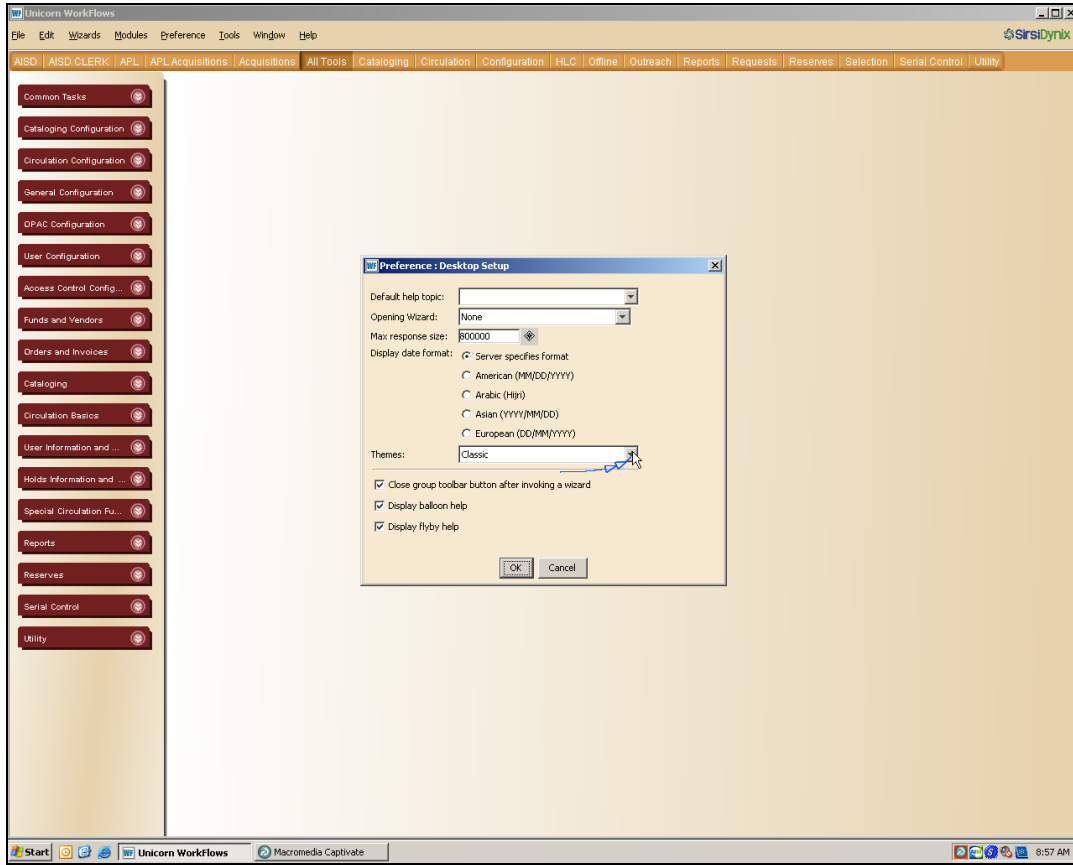 Unicorn WorkFlows
File Edit Wizards Modules Preference Tools Window Help
SirsiDynix
AISD AISD CLERK APL APL Acquisitions Acquisitions All Tools Cataloging Circulation Configuration HLC Offline Outreach Reports Requests Reserves Selection Serial Control Utility
Common Tasks
Cataloging Configuration
Circulation Configuration
General Configuration
OPAC Configuration
User Configuration
Access Control Config...
Funds and Vendors
Orders and Invoices
Cataloging
Circulation Basics
User Information and ...
Holds Information and ...
Special Circulation Fu...
Reports
Reserves
Serial Control
Utility
Preference : Desktop Setup
Default help topic:
Opening Wizard: None
Max response size: 800000
Display date format: Server specifies format
American (MM/DD/YYYY)
Arabic (Hijri)
Asian (YYYY/MM/DD)
European (DD/MM/YYYY)
Themes: Classic
Close group toolbar button after invoking a wizard
Display balloon help
Display flyby help
OK Cancel
Start Unicorn WorkFlows Macromedia Captivate 8:57 AM